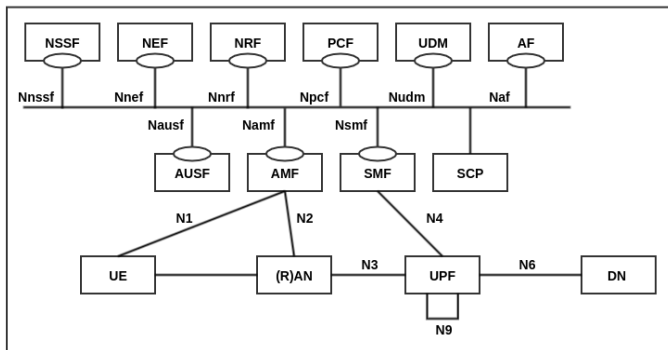 NSSF NEF NRF PCF UDM AF
Nnssf Nnef Nnrf Npcf Nudm Naf
Nausf Namf Nsmf
AUSF AMF SMF SCP
N1 N2 N4
N3 N6
UE (R)AN UPF DN
N9